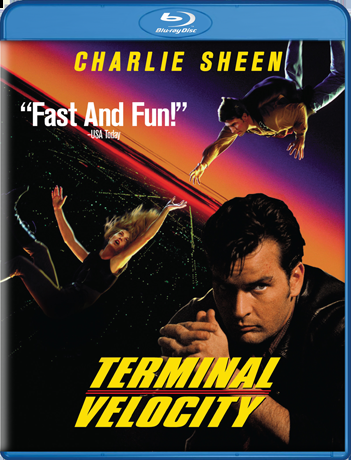 Blu-ray Disc
CHARLIE SHEEN
“Fast And Fun!”
-USA Today
TERMINAL
VELOCITY